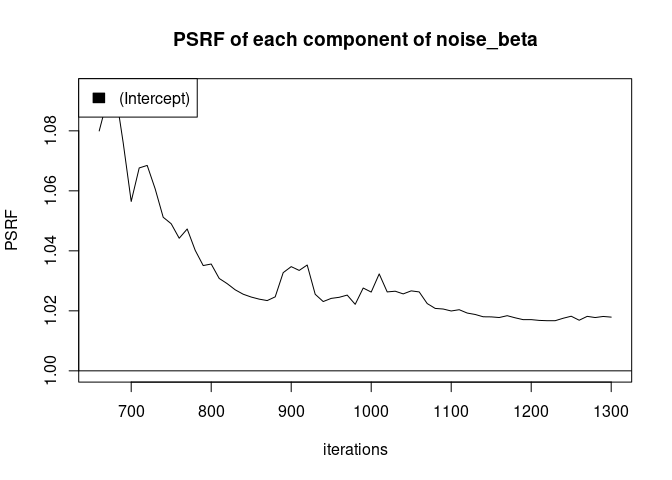 PSRF of each component of noise_beta
(Intercept)
PSRF
1.08
1.06
1.04
1.02
1.00
700 800 900 1000 1100 1200 1300
iterations